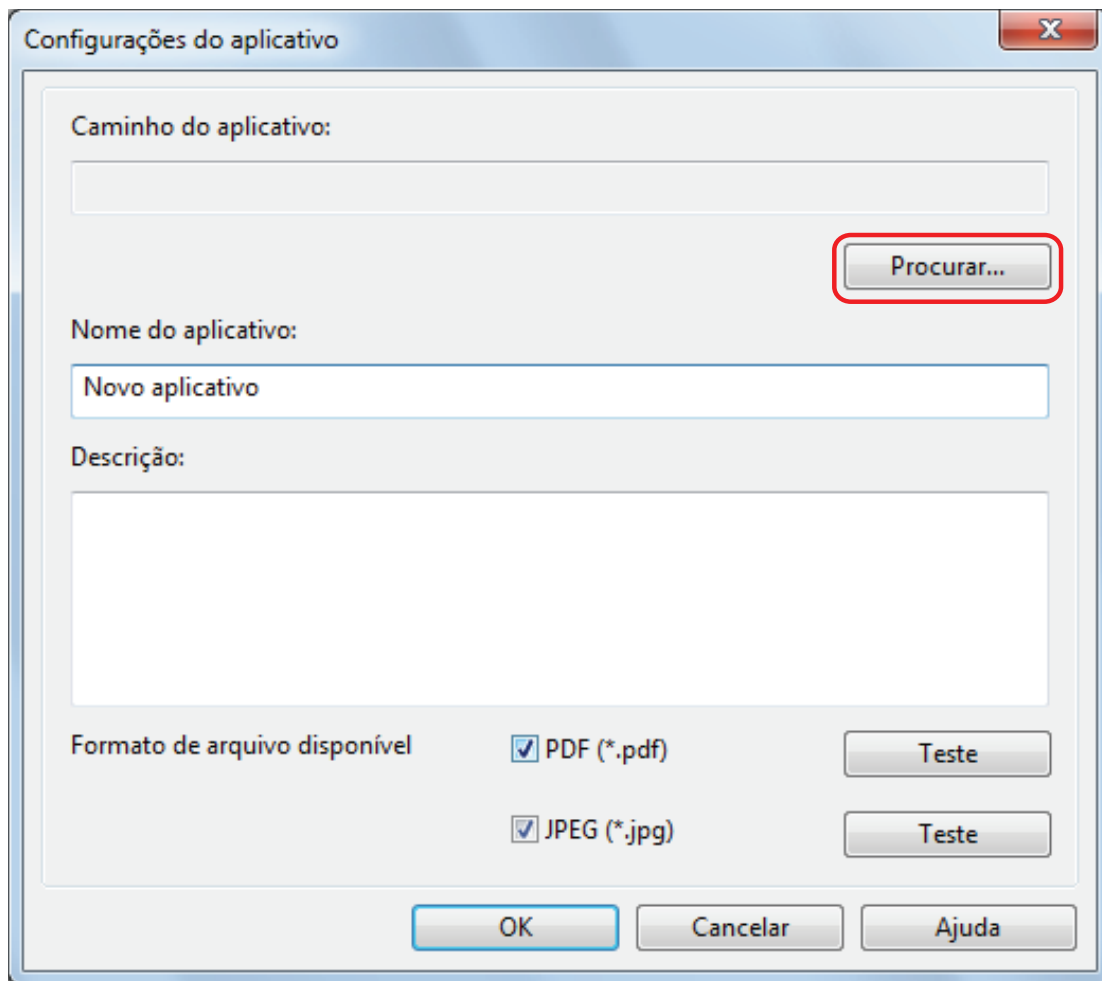 Configurações do aplicativo
Caminho do aplicativo:
Procurar...
Nome do aplicativo:
Novo aplicativo
Descrição:
Formato de arquivo disponível
PDF (*.pdf)
Teste
JPEG (*.jpg)
Teste
OK
Cancelar
Ajuda